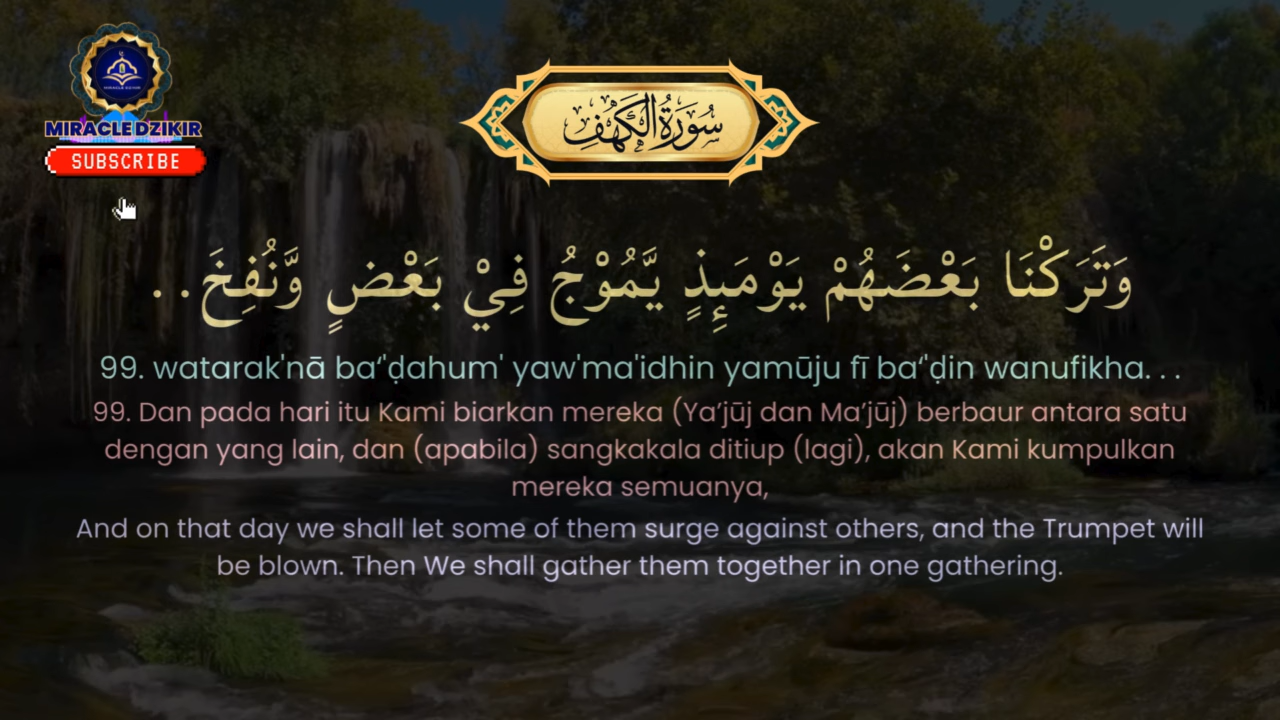 MIRACLE DZIKIR
MIRACLE DZIKIR
SUBSCRIBE
سُورَةُ الكَهْفِ
وَتَرَكْنَا بَعْضَهُمْ يَوْمَىِٕذٍ يَّمُوْجُ فِيْ بَعْضٍ وَّنُفِخَ . .
99. watarak'nā ba‘'ḍahum' yaw'ma'idhin yamūju fī ba‘'ḍin wanufikha. . .
99. Dan pada hari itu Kami biarkan mereka (Ya’jūj dan Ma’jūj) berbaur antara satu
dengan yang lain, dan (apabila) sangkakala ditiup (lagi), akan Kami kumpulkan
mereka semuanya,
And on that day we shall let some of them surge against others, and the Trumpet will
be blown. Then We shall gather them together in one gathering.